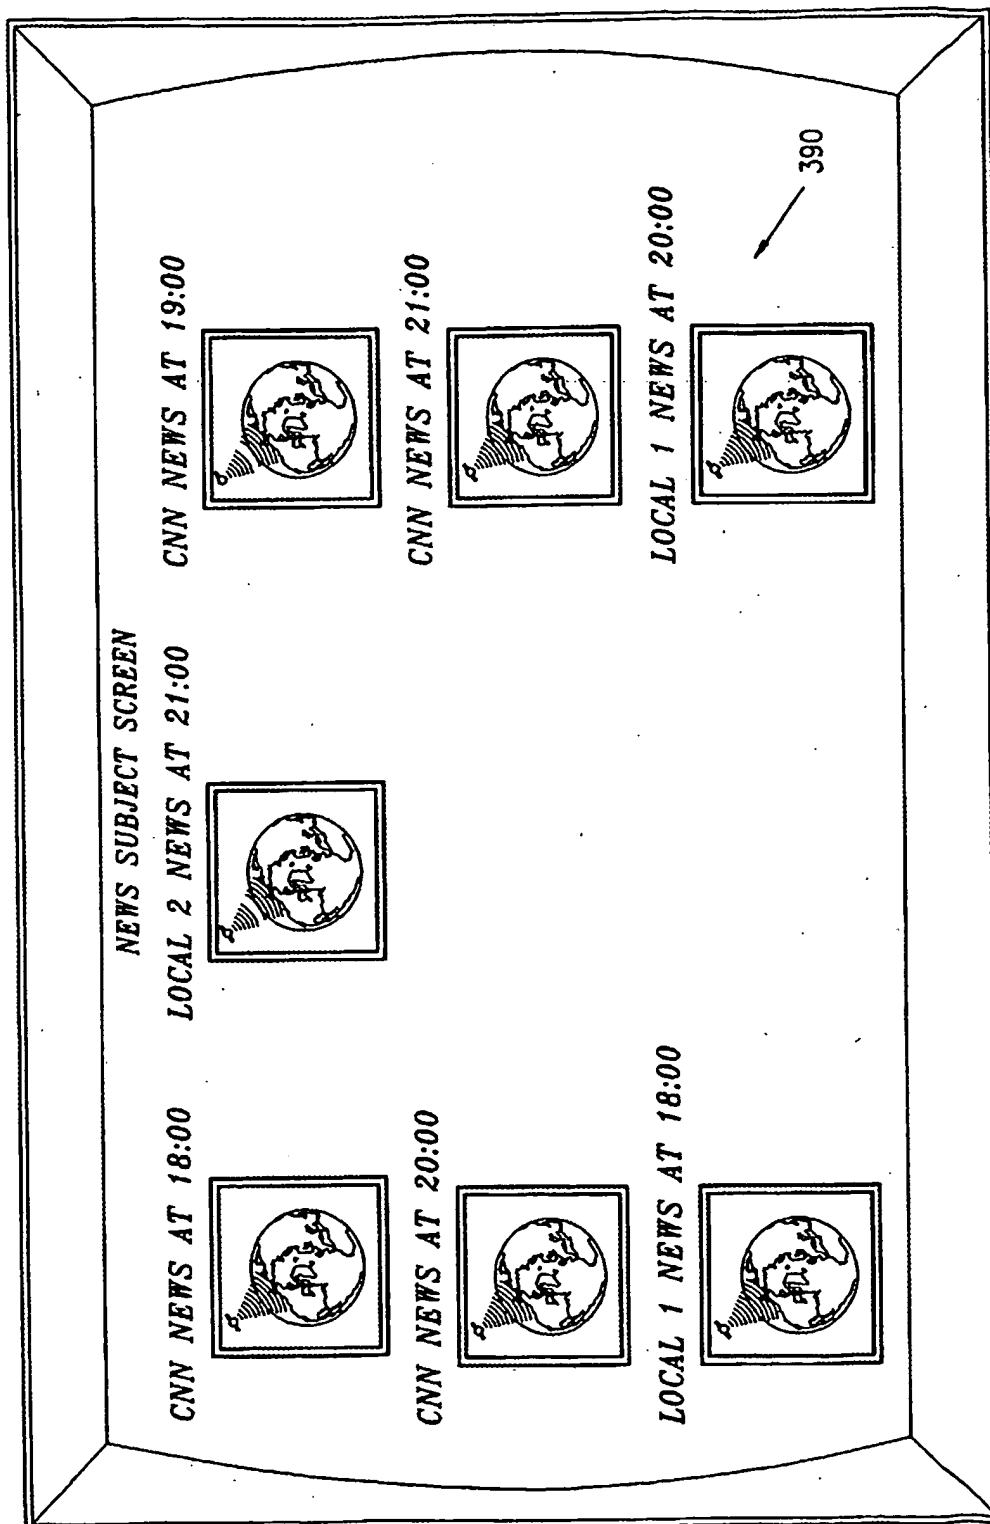 NEWS SUBJECT SCREEN
CNN NEWS AT 18:00
LOCAL 2 NEWS AT 21:00
CNN NEWS AT 19:00
CNN NEWS AT 20:00
CNN NEWS AT 21:00
LOCAL 1 NEWS AT 18:00
LOCAL 1 NEWS AT 20:00
390